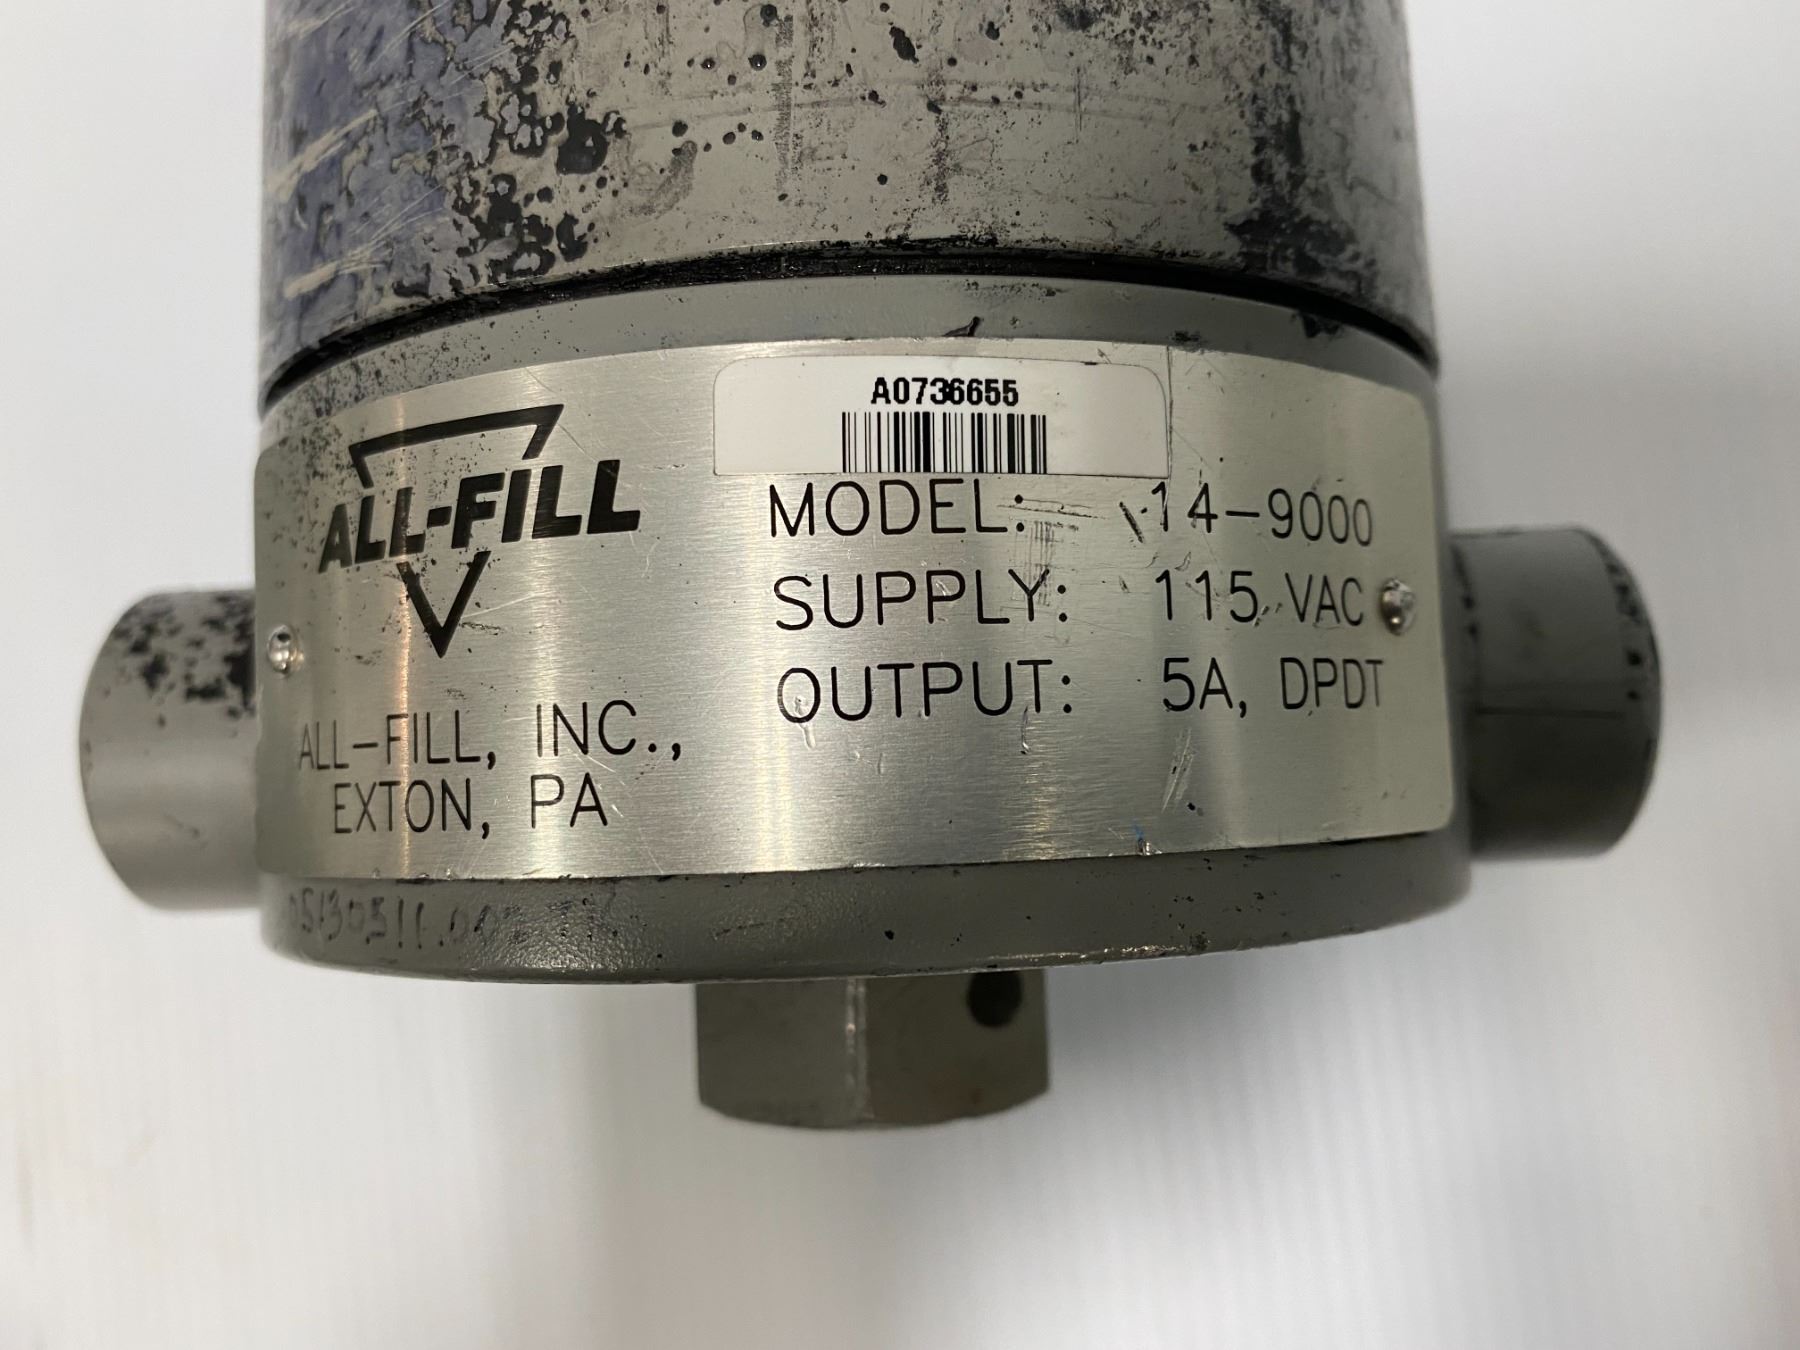 A0736655
ALL-FILL
MODEL: 14-9000
SUPPLY: 115 VAC
OUTPUT: 5A, DPDT
ALL-FILL, INC.,
EXTON, PA